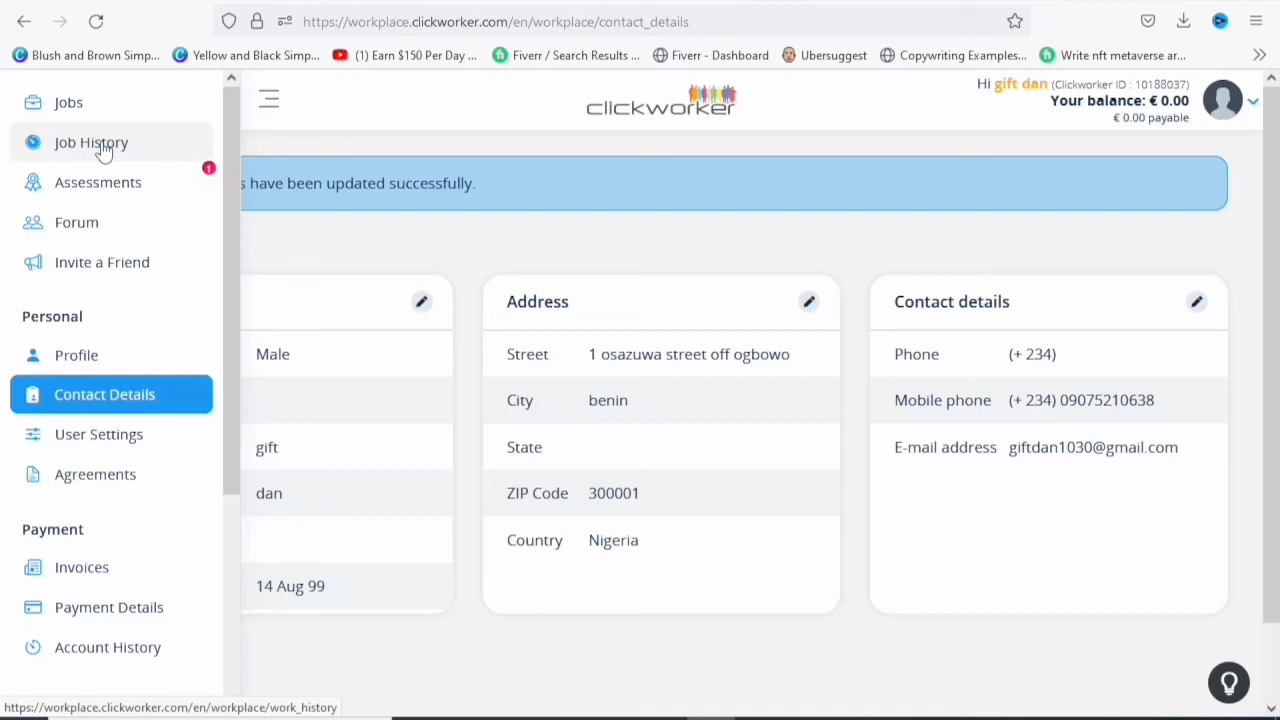 https://workplace.clickworker.com/en/workplace/contact_details
Blush and Brown Simp...
Yellow and Black Simp...
(1) Earn $150 Per Day ...
Fiverr / Search Results ...
Fiverr - Dashboard
Ubersuggest
Copywriting Examples...
Write nft metaverse ar...
Jobs
Job History
1
Assessments
Forum
Invite a Friend
Personal
Profile
Contact Details
User Settings
Agreements
Payment
Invoices
Payment Details
Account History
clickworker
Hi gift dan (Clickworker ID : 10188037)
Your balance: € 0.00
€ 0.00 payable
s have been updated successfully.
Male
gift
dan
14 Aug 99
Address
Street 1 osazuwa street off ogbowo
City benin
State
ZIP Code 300001
Country Nigeria
Contact details
Phone (+ 234)
Mobile phone (+ 234) 09075210638
E-mail address giftdan1030@gmail.com
https://workplace.clickworker.com/en/workplace/work_history